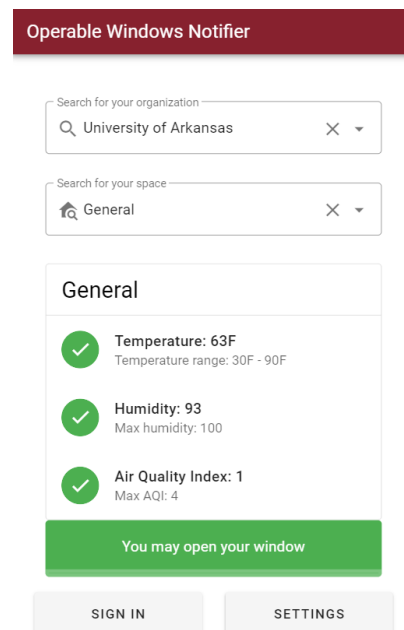 Operable Windows Notifier
Search for your organization
University of Arkansas
Search for your space
General
General
Temperature: 63F
Temperature range: 30F - 90F
Humidity: 93
Max humidity: 100
Air Quality Index: 1
Max AQI: 4
You may open your window
SIGN IN SETTINGS